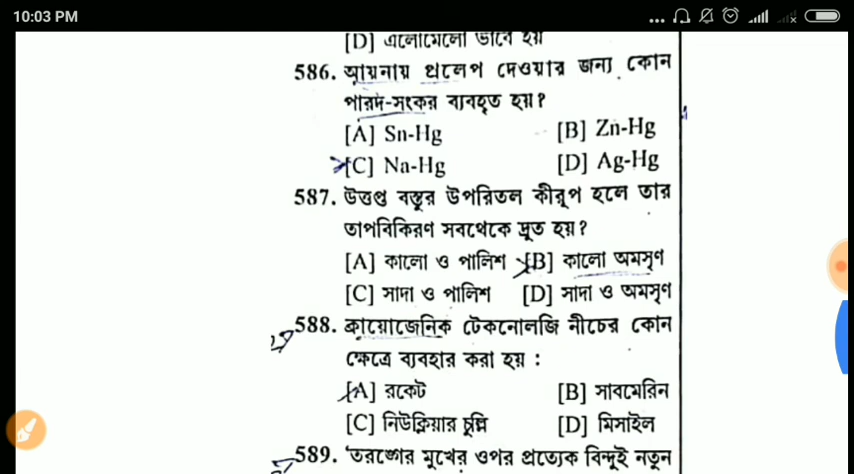 10:03 PM
[D] এলোমেলো ভাবে হয়
586. আয়নায় প্রলেপ দেওয়ার জন্য কোন
পারদ-সংকর ব্যবহৃত হয়?
[A] Sn-Hg [B] Zn-Hg
[C] Na-Hg [D] Ag-Hg
587. উত্তপ্ত বস্তুর উপরিতল কীরূপ হলে তার
তাপবিকিরণ সবথেকে দ্রুত হয়?
[A] কালো ও পালিশ [B] কালো অমসৃণ
[C] সাদা ও পালিশ [D] সাদা ও অমসৃণ
588. ক্রায়োজেনিক টেকনোলজি নীচের কোন
ক্ষেত্রে ব্যবহার করা হয় :
[A] রকেট [B] সাবমেরিন
[C] নিউক্লিয়ার চুল্লি [D] মিসাইল
589. 'তরঙ্গের মুখের ওপর প্রত্যেক বিন্দুই নতুন